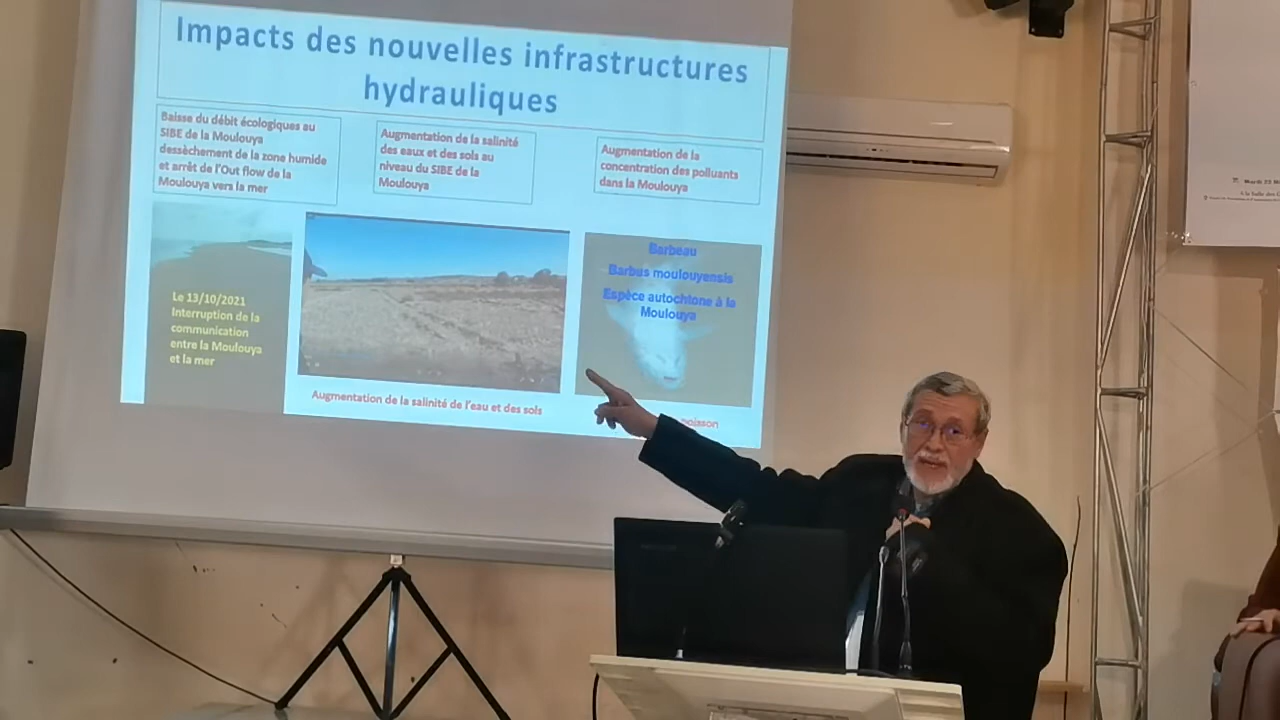 Impacts des nouvelles infrastructures
hydrauliques
Baisse du débit écologiques au
SIBE de la Moulouya
dessèchement de la zone humide
et arrêt de l'Out flow de la
Moulouya vers la mer
Augmentation de la salinité
des eaux et des sols au
niveau du SIBE de la
Moulouya
Augmentation de la
concentration des polluants
dans la Moulouya
Le 13/10/2021
Interruption de la
communication
entre la Moulouya
et la mer
Barbeau
Barbus moulouyensis
Espèce autochtone à la
Moulouya
Augmentation de la salinité de l'eau et des sols
poisson
Mardi 23